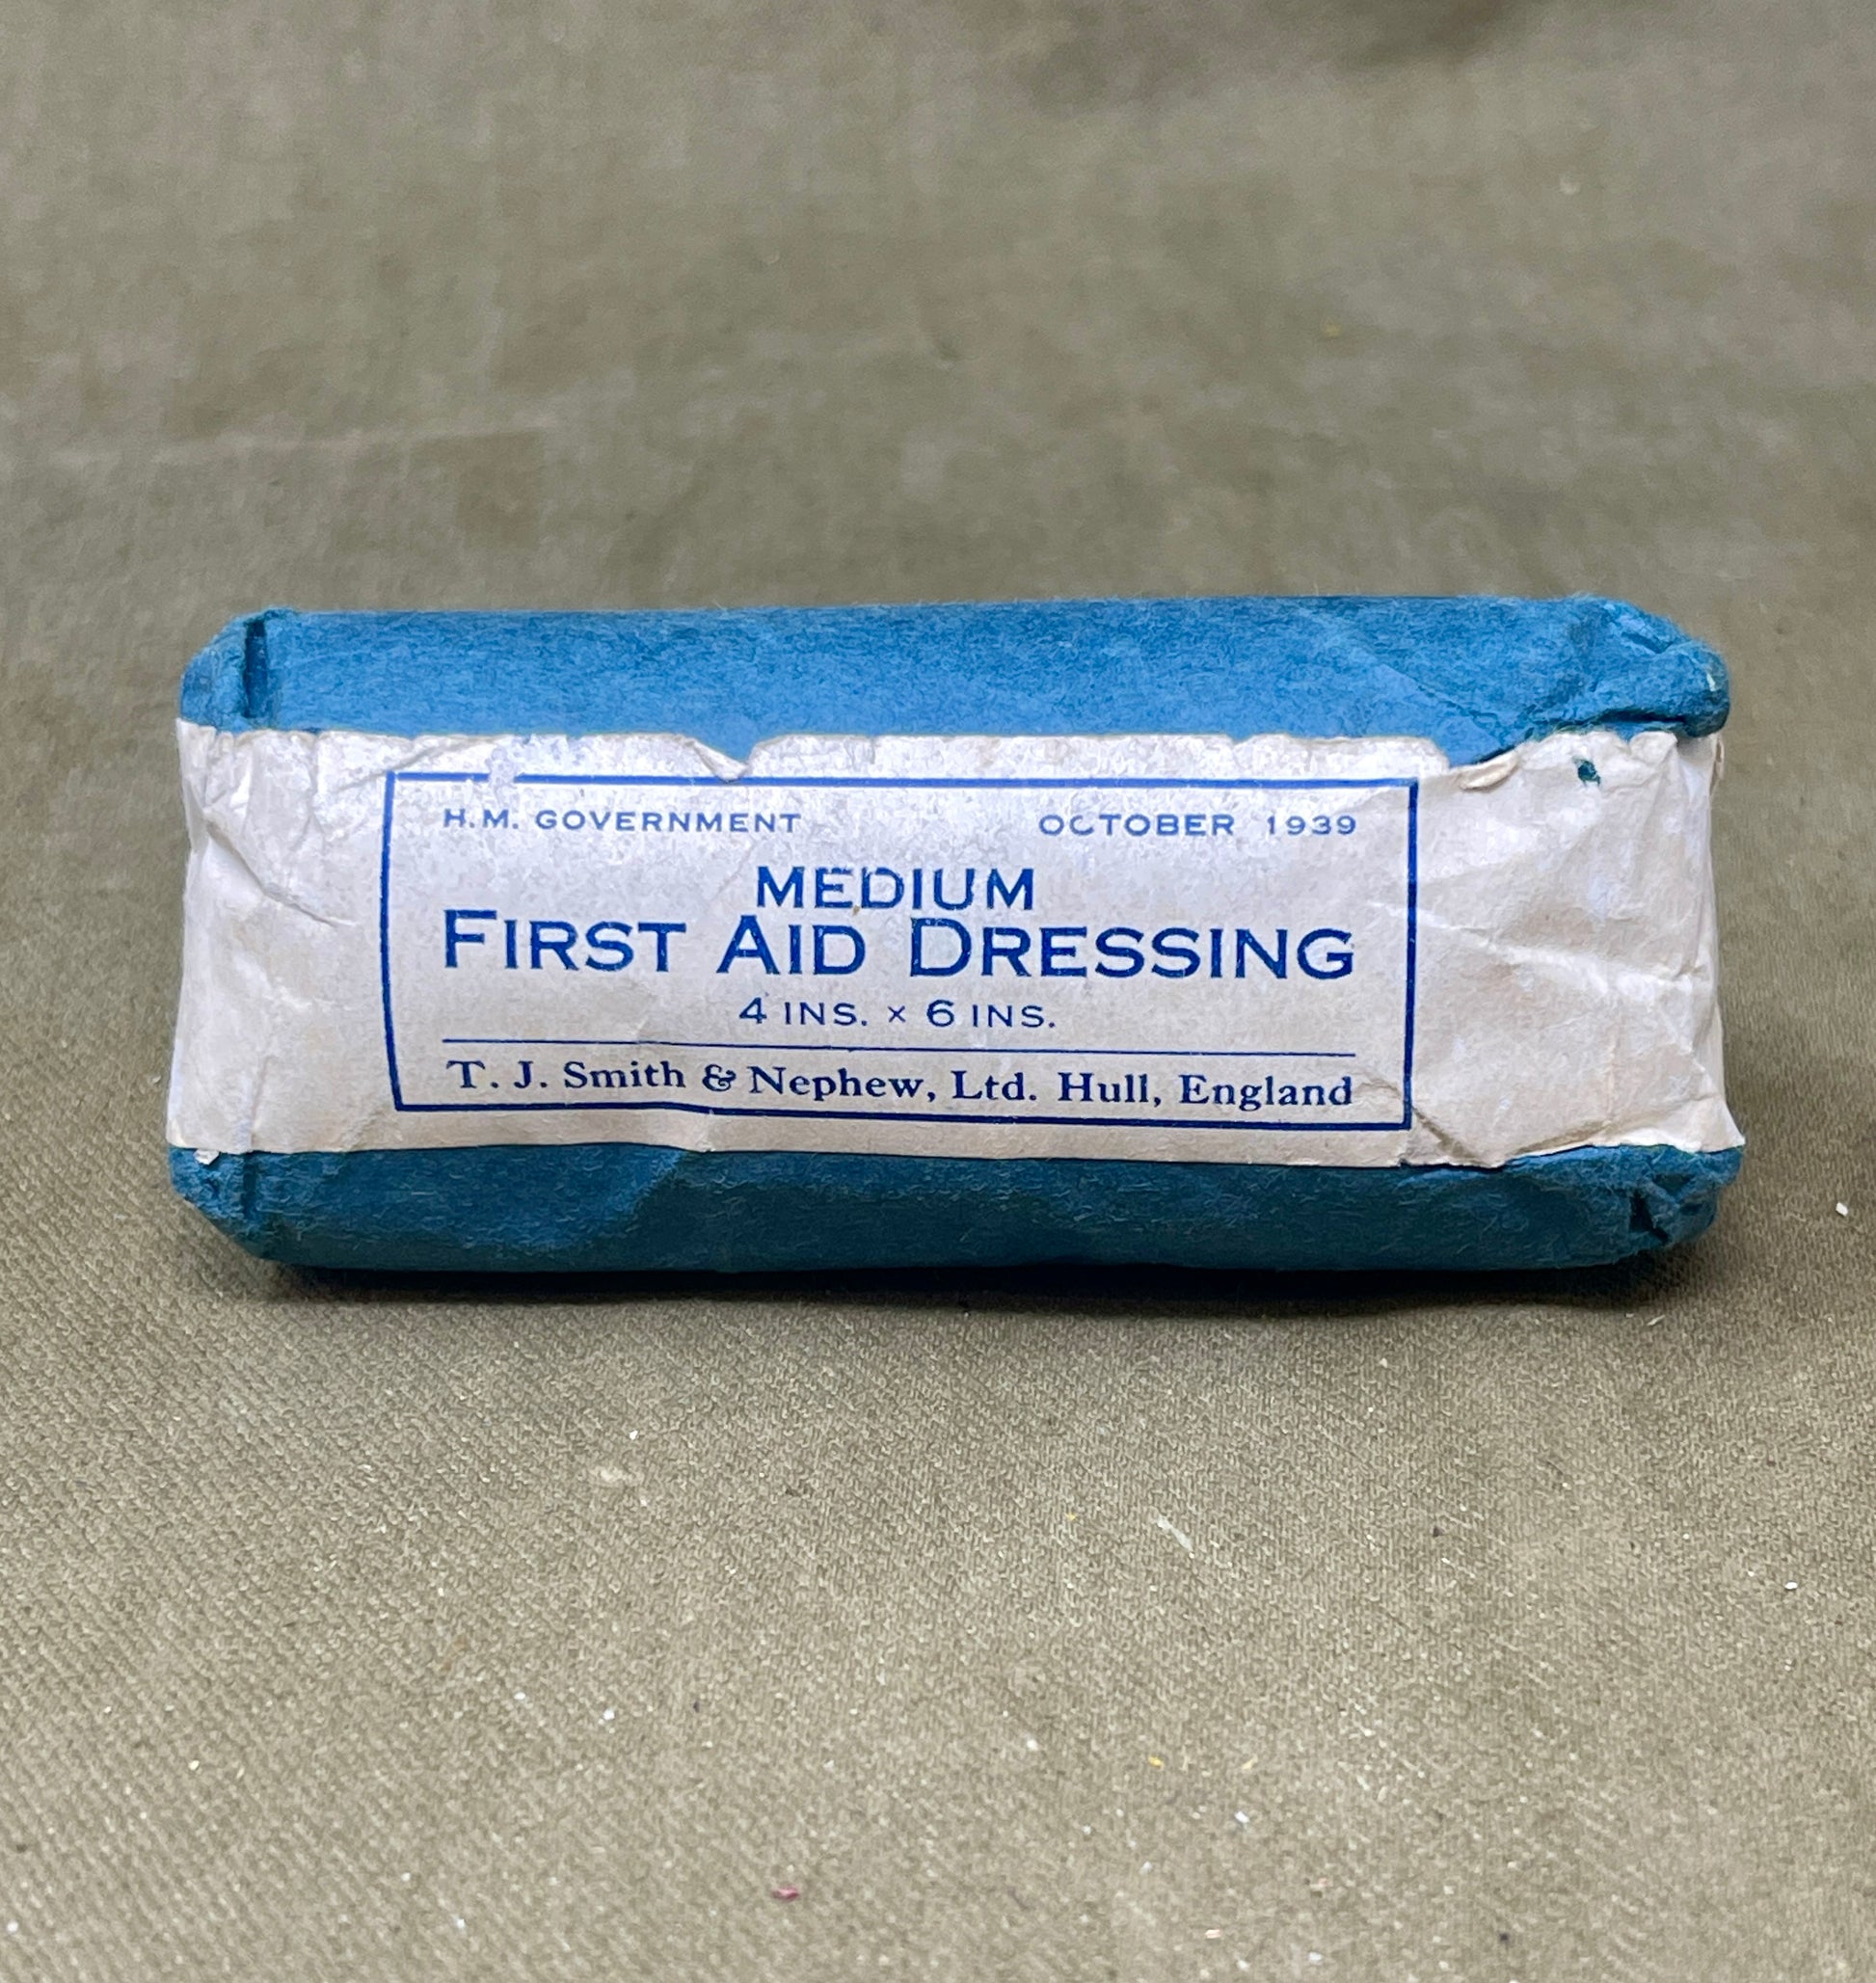 H.M. GOVERNMENT OCTOBER 1939
MEDIUM
FIRST AID DRESSING
4 INS. × 6 INS.
T. J. Smith & Nephew, Ltd. Hull, England